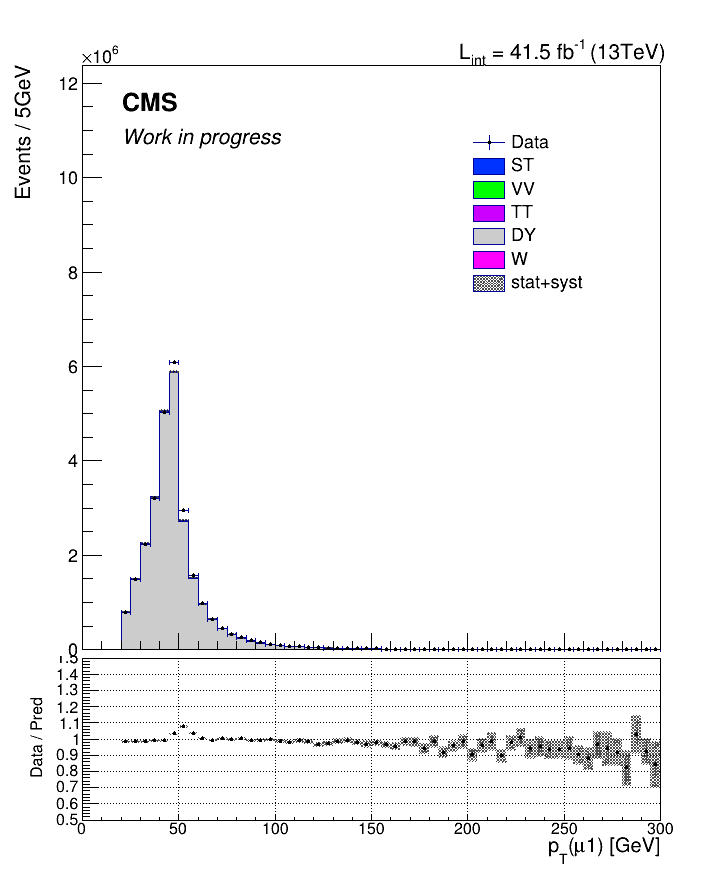 ×10⁶
L_int = 41.5 fb⁻¹ (13TeV)
Events / 5GeV
12
10
8
6
4
2
0
CMS
Work in progress
Data
ST
VV
TT
DY
W
stat+syst
Data / Pred
1.5
1.4
1.3
1.2
1.1
1
0.9
0.8
0.7
0.6
0.5
0 50 100 150 200 250 300
p_T(μ1) [GeV]